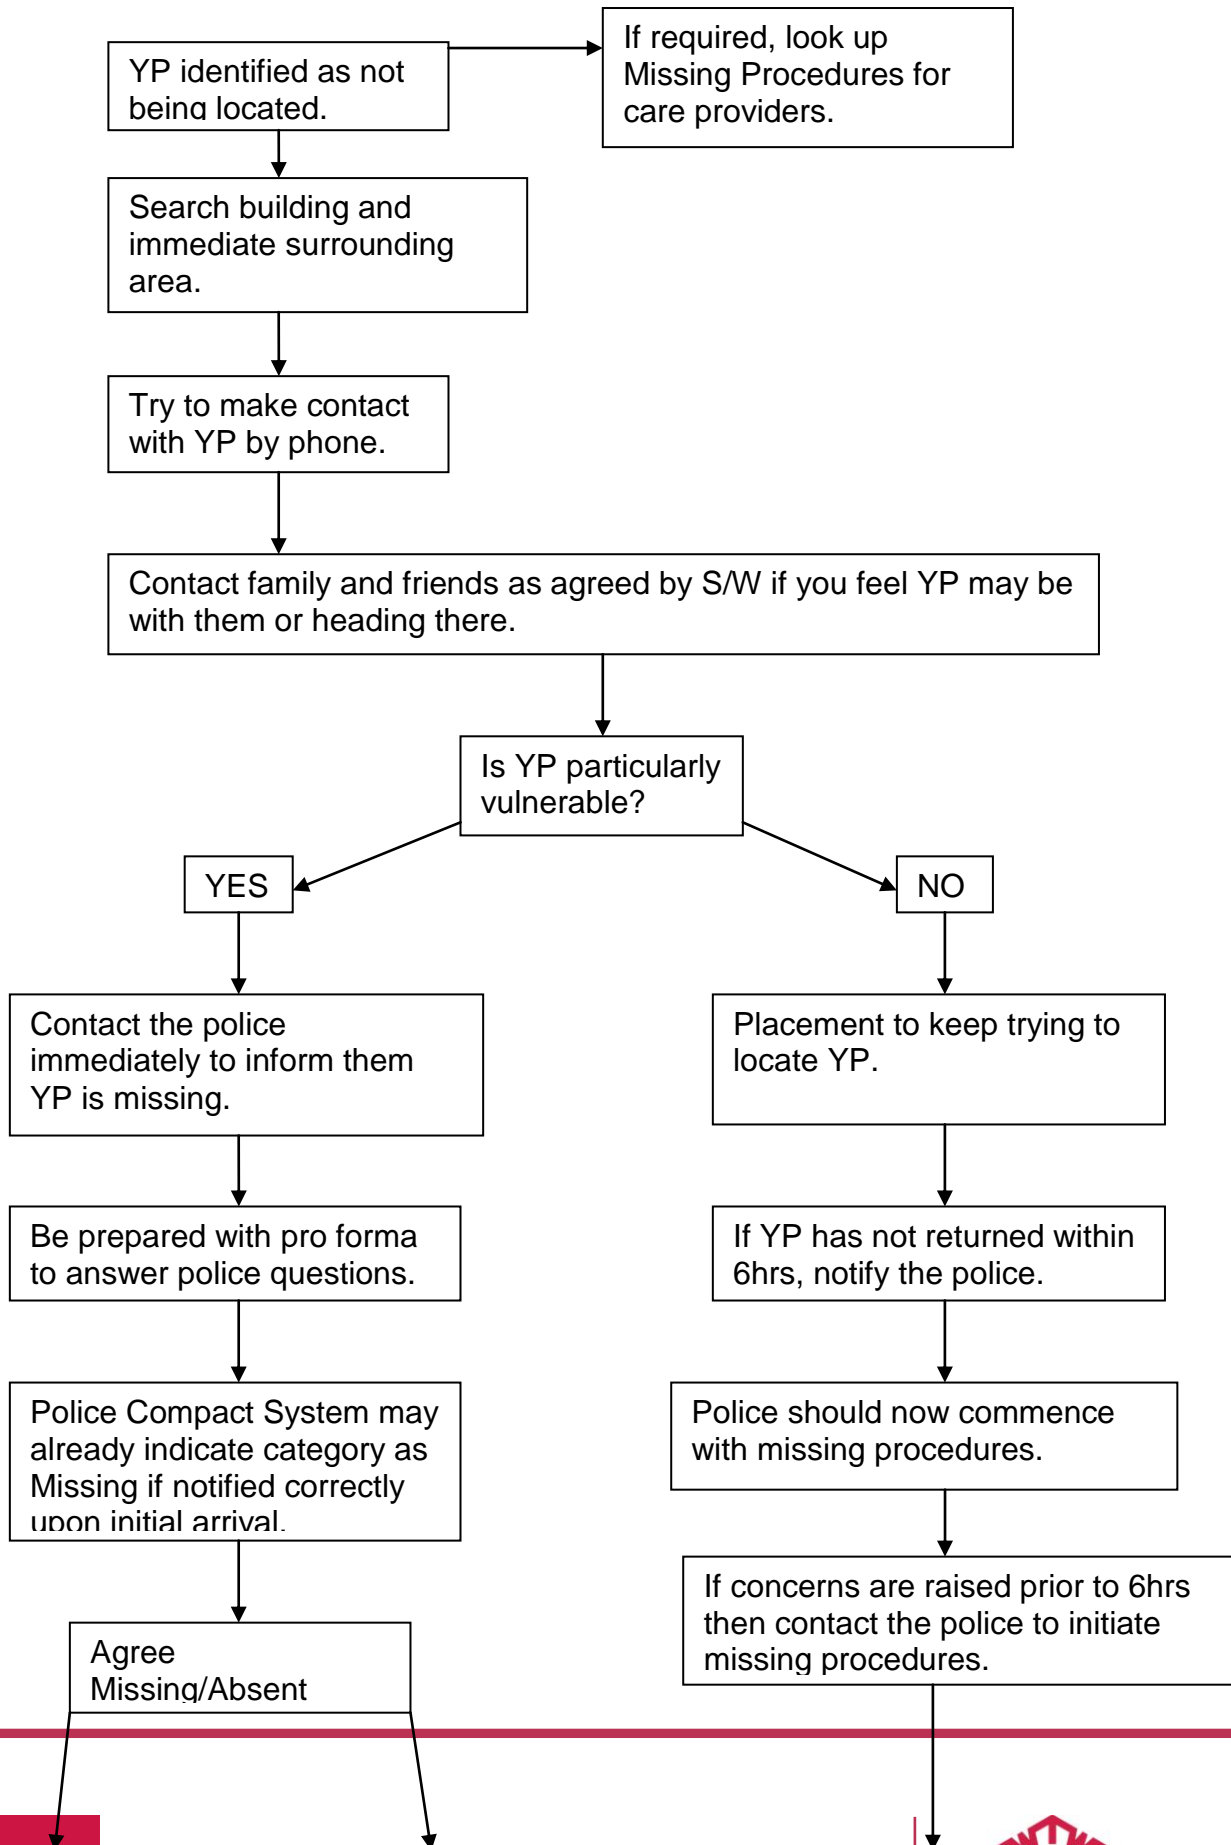 YP identified as not
being located.
If required, look up
Missing Procedures for
care providers.
Search building and
immediate surrounding
area.
Try to make contact
with YP by phone.
Contact family and friends as agreed by S/W if you feel YP may be
with them or heading there.
Is YP particularly
vulnerable?
YES
NO
Contact the police
immediately to inform them
YP is missing.
Placement to keep trying to
locate YP.
Be prepared with pro forma
to answer police questions.
If YP has not returned within
6hrs, notify the police.
Police Compact System may
already indicate category as
Missing if notified correctly
upon initial arrival.
Police should now commence
with missing procedures.
If concerns are raised prior to 6hrs
then contact the police to initiate
missing procedures.
Agree
Missing/Absent